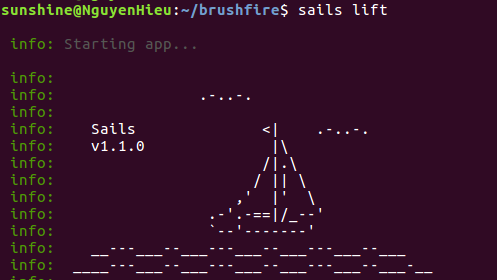 sunshine@NguyenHieu:~/brushfire$ sails lift
info: Starting app...
info:
info:                .-..-.
info:
info:    Sails              <|    .-..-.
info:    v1.1.0              |\
info:                       /|.\
info:                      / || \
info:                    ,'  |'  \
info:                 .-'.-==|/_--'
info:                 `--'-------'
info:    __---___--___---___--___---___--___
info:  ____---___--___---___--___---___--___-__